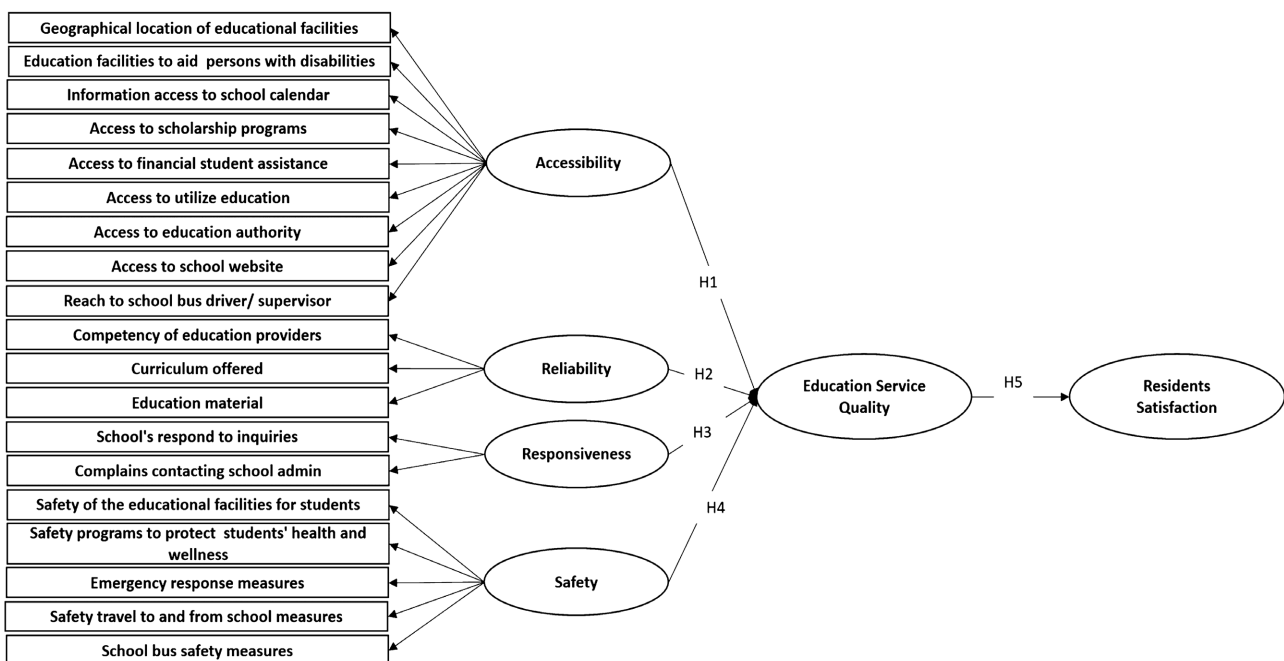 Geographical location of educational facilities
Education facilities to aid persons with disabilities
Information access to school calendar
Access to scholarship programs
Access to financial student assistance
Access to utilize education
Access to education authority
Access to school website
Reach to school bus driver/ supervisor
Competency of education providers
Curriculum offered
Education material
School's respond to inquiries
Complains contacting school admin
Safety of the educational facilities for students
Safety programs to protect students' health and
wellness
Emergency response measures
Safety travel to and from school measures
School bus safety measures
Accessibility
Reliability
Responsiveness
Safety
H1
H2
H3
H4
Education Service
Quality
H5
Residents
Satisfaction